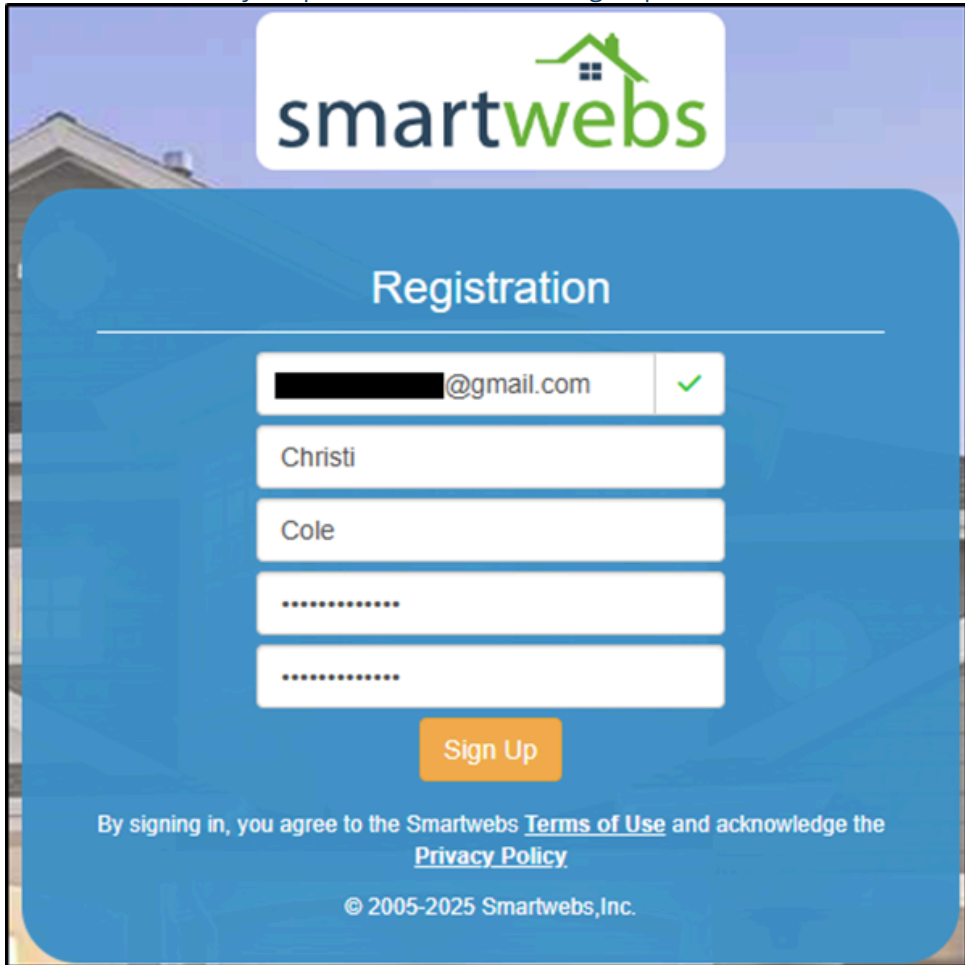 smartwebs
Registration
@gmail.com
Christi
Cole
•••••••••••••
•••••••••••••
Sign Up
By signing in, you agree to the Smartwebs Terms of Use and acknowledge the
Privacy Policy
© 2005-2025 Smartwebs,Inc.